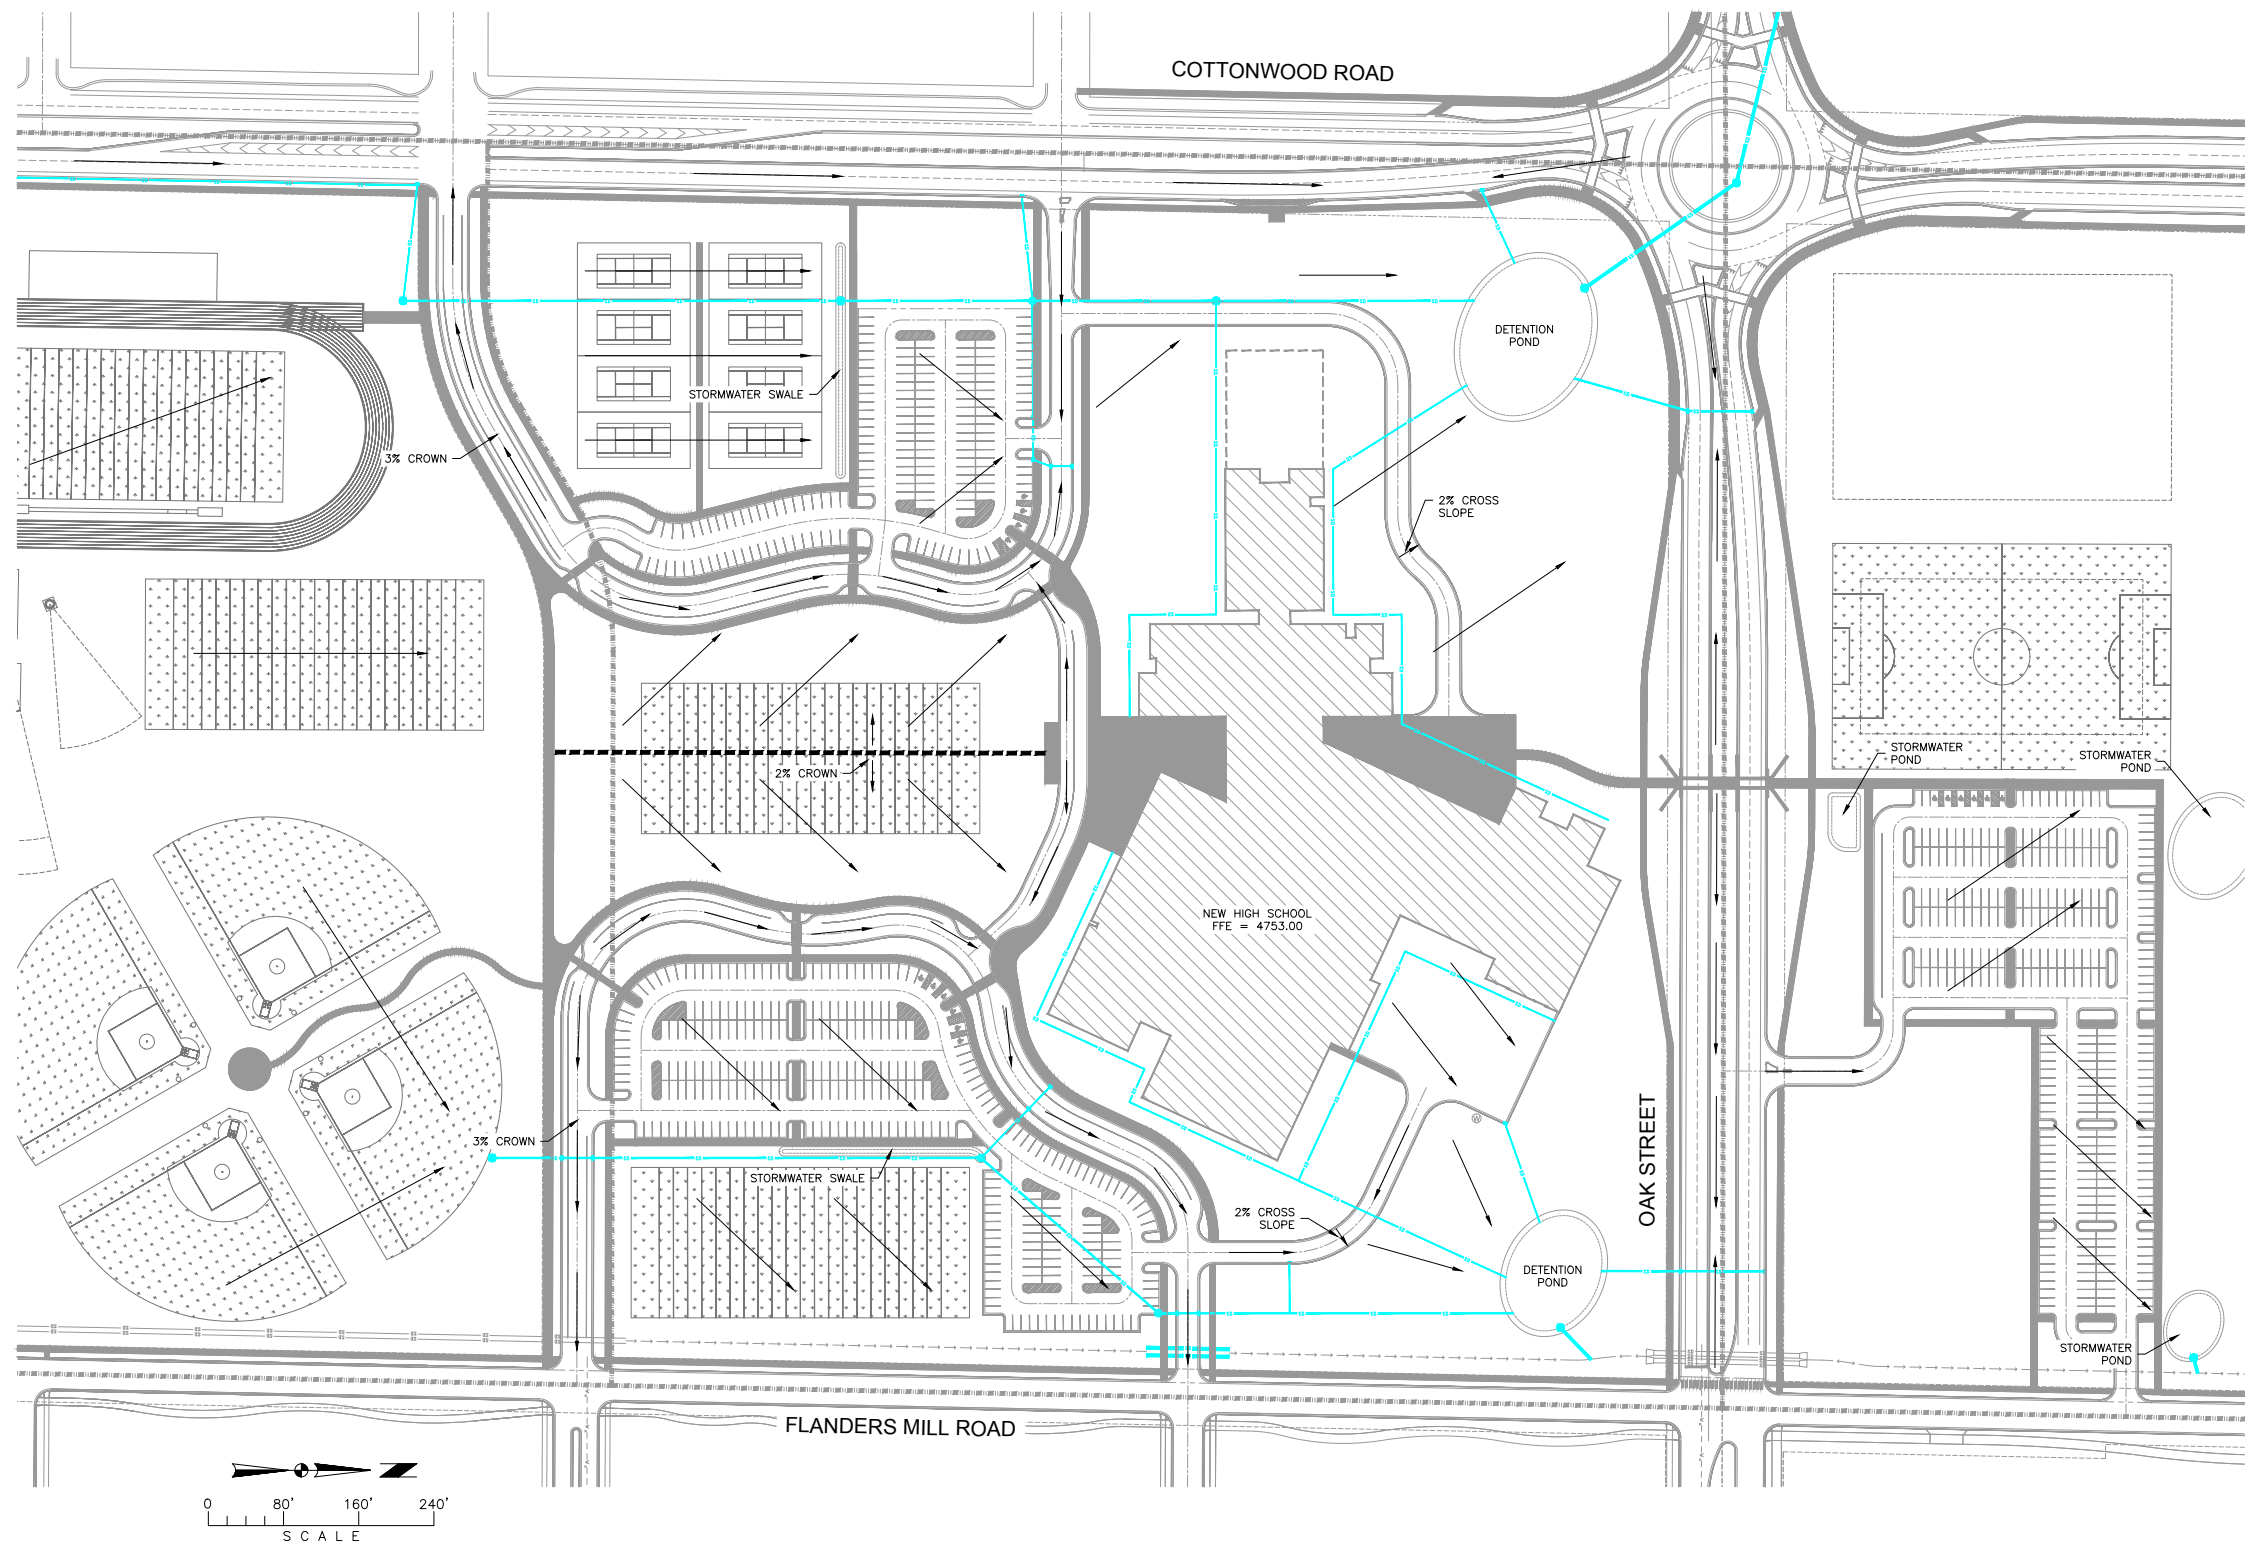 COTTONWOOD ROAD
DETENTION
POND
STORMWATER SWALE
3% CROWN
2% CROSS
SLOPE
STORMWATER
POND
STORMWATER
POND
2% CROWN
NEW HIGH SCHOOL
FFE = 4753.00
OAK STREET
3% CROWN
STORMWATER SWALE
2% CROSS
SLOPE
DETENTION
POND
STORMWATER
POND
FLANDERS MILL ROAD
0 80' 160' 240'
SCALE